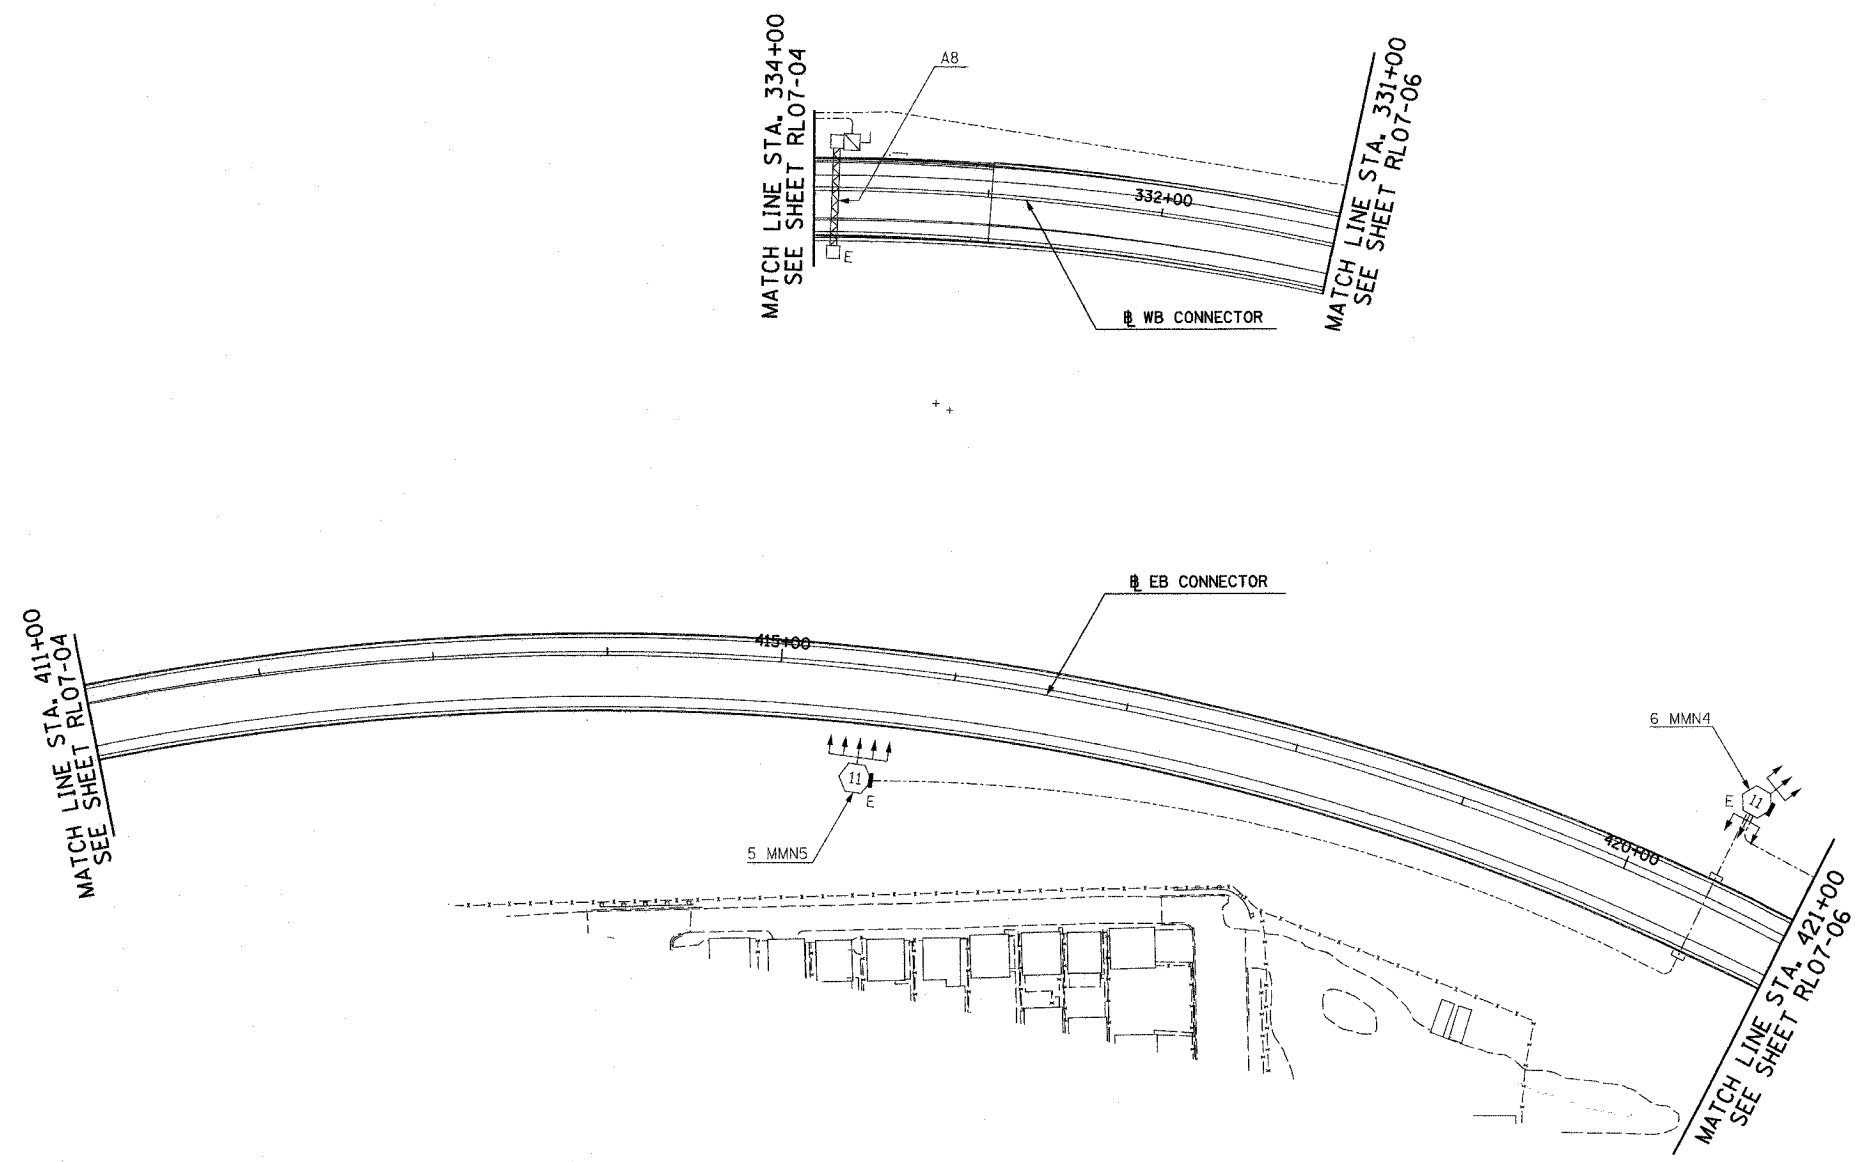 MATCH LINE STA. 334+00
SEE SHEET RL07-04
A8
332+00
E
MATCH LINE STA. 331+00
SEE SHEET RL07-06
BL WB CONNECTOR
BL EB CONNECTOR
MATCH LINE STA. 411+00
SEE SHEET RL07-04
415+00
11
E
5 MMN5
6 MMN4
E
11
420+00
MATCH LINE STA. 421+00
SEE SHEET RL07-06